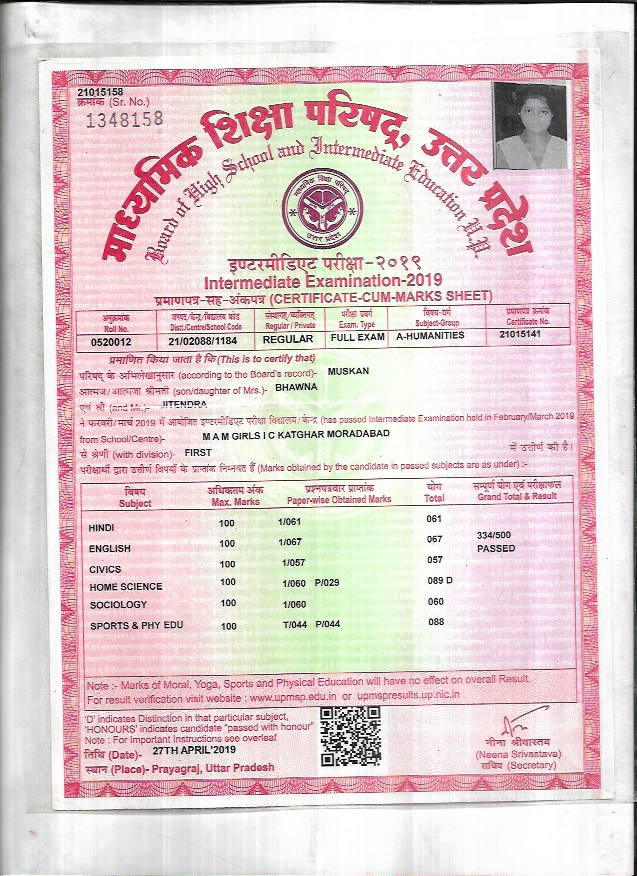 21015158
क्रमांक (Sr. No.)
1348158
माध्यमिक शिक्षा परिषद्, उत्तर प्रदेश
Board of High School and Intermediate Education U.P.
माध्यमिक शिक्षा परिषद्
उत्तर प्रदेश
इण्टरमीडिएट परीक्षा-२०१९
Intermediate Examination-2019
प्रमाणपत्र-सह-अंकपत्र (CERTIFICATE-CUM-MARKS SHEET)
अनुक्रमांक जनपद/केन्द्र/विद्यालय कोड संस्थागत/व्यक्तिगत परीक्षा प्रवर्ग विषय-वर्ग प्रमाणपत्र क्रमांक
Roll No. Distt./Centre/School Code Regular / Private Exam. Type Subject-Group Certificate No.
0520012 21/02088/1184 REGULAR FULL EXAM A-HUMANITIES 21015141
प्रमाणित किया जाता है कि (This is to certify that)
परिषद् के अभिलेखानुसार (according to the Board's record)- MUSKAN
आत्मज/आत्मजा श्रीमती (son/daughter of Mrs.)- BHAWNA
एवं श्री (and Mr.)- JITENDRA
ने फरवरी/मार्च 2019 में आयोजित इण्टरमीडिएट परीक्षा विद्यालय/केन्द्र (has passed Intermediate Examination held in February/March 2019
from School/Centre)- M A M GIRLS I C KATGHAR MORADABAD
से श्रेणी (with division)- FIRST में उत्तीर्ण की है।
परीक्षार्थी द्वारा उत्तीर्ण विषयों के प्राप्तांक निम्नवत हैं (Marks obtained by the candidate in passed subjects are as under) :-
विषय अधिकतम अंक प्रश्नपत्रवार प्राप्तांक योग सम्पूर्ण योग एवं परीक्षाफल
Subject Max. Marks Paper-wise Obtained Marks Total Grand Total & Result
HINDI 100 1/061 061
ENGLISH 100 1/067 067 334/500
PASSED
CIVICS 100 1/057 057
HOME SCIENCE 100 1/060 P/029 089 D
SOCIOLOGY 100 1/060 060
SPORTS & PHY EDU 100 T/044 P/044 088
Note :- Marks of Moral, Yoga, Sports and Physical Education will have no effect on overall Result.
For result verification visit website : www.upmsp.edu.in or upmspresults.up.nic.in
'D' indicates Distinction in that particular subject,
'HONOURS' indicates candidate "passed with honour"
Note : For Important Instructions see overleaf
तिथि (Date)- 27TH APRIL'2019
स्थान (Place)- Prayagraj, Uttar Pradesh
नीना श्रीवास्तव
(Neena Srivastava)
सचिव (Secretary)